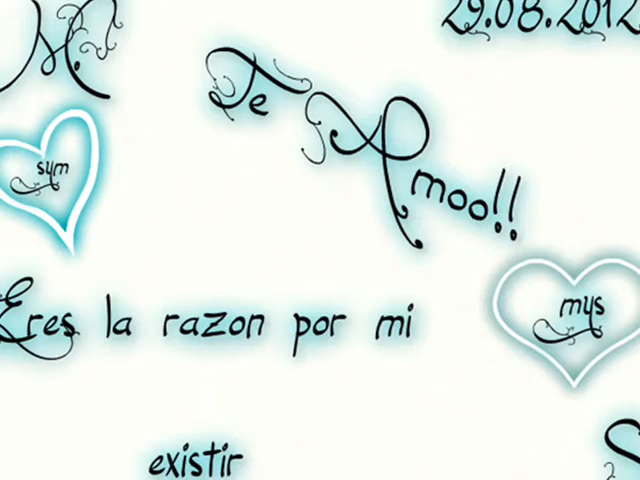 M.
29.08.2012
Te Amoo!!
sym
mys
Eres la razon por mi
existir